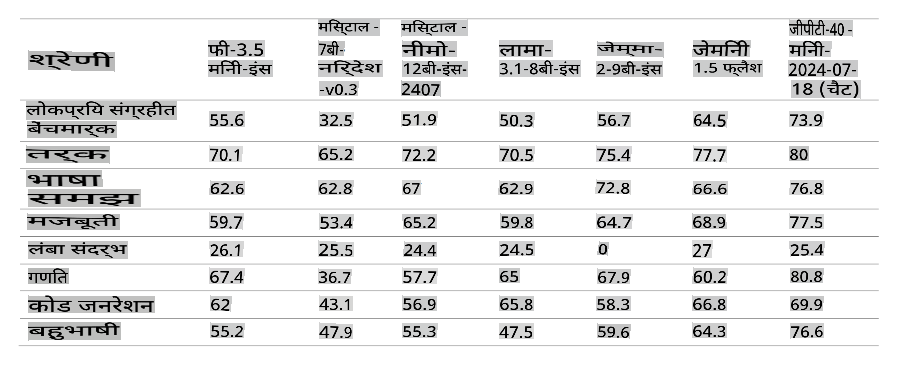 श्रेणी फी-3.5 मिनी-इंस मिस्टाल - 7बी- निर्देश -v0.3 मिस्टाल - नीमो- 12बी-इंस- 2407 लामा- 3.1-8बी-इंस जेम्मा- 2-9बी-इंस जेमिनी 1.5 फ्लैश जीपीटी-40 - मिनी- 2024-07- 18 (चैट)
लोकप्रिय संग्रहीत बेंचमार्क 55.6 32.5 51.9 50.3 56.7 64.5 73.9
तर्क 70.1 65.2 72.2 70.5 75.4 77.7 80
भाषा समझ 62.6 62.8 67 62.9 72.8 66.6 76.8
मजबूती 59.7 53.4 65.2 59.8 64.7 68.9 77.5
लंबा संदर्भ 26.1 25.5 24.4 24.5 0 27 25.4
गणित 67.4 36.7 57.7 65 67.9 60.2 80.8
कोड जनरेशन 62 43.1 56.9 65.8 58.3 66.8 69.9
बहुभाषी 55.2 47.9 55.3 47.5 59.6 64.3 76.6